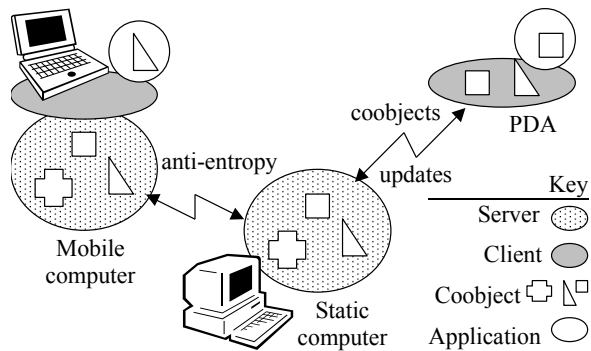 coobjects
PDA
anti-entropy
updates
Key
Server
Mobile
computer
Client
Static
computer
Coobject
Application